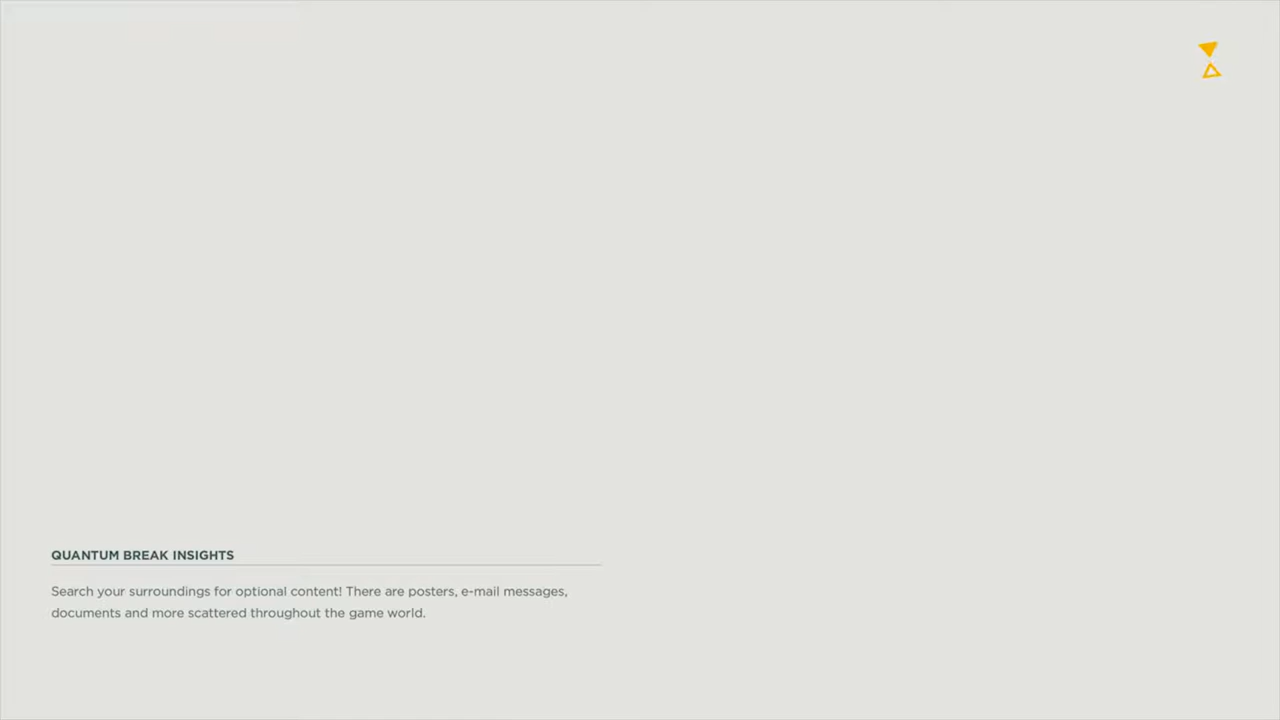 QUANTUM BREAK INSIGHTS
Search your surroundings for optional content! There are posters, e-mail messages,
documents and more scattered throughout the game world.